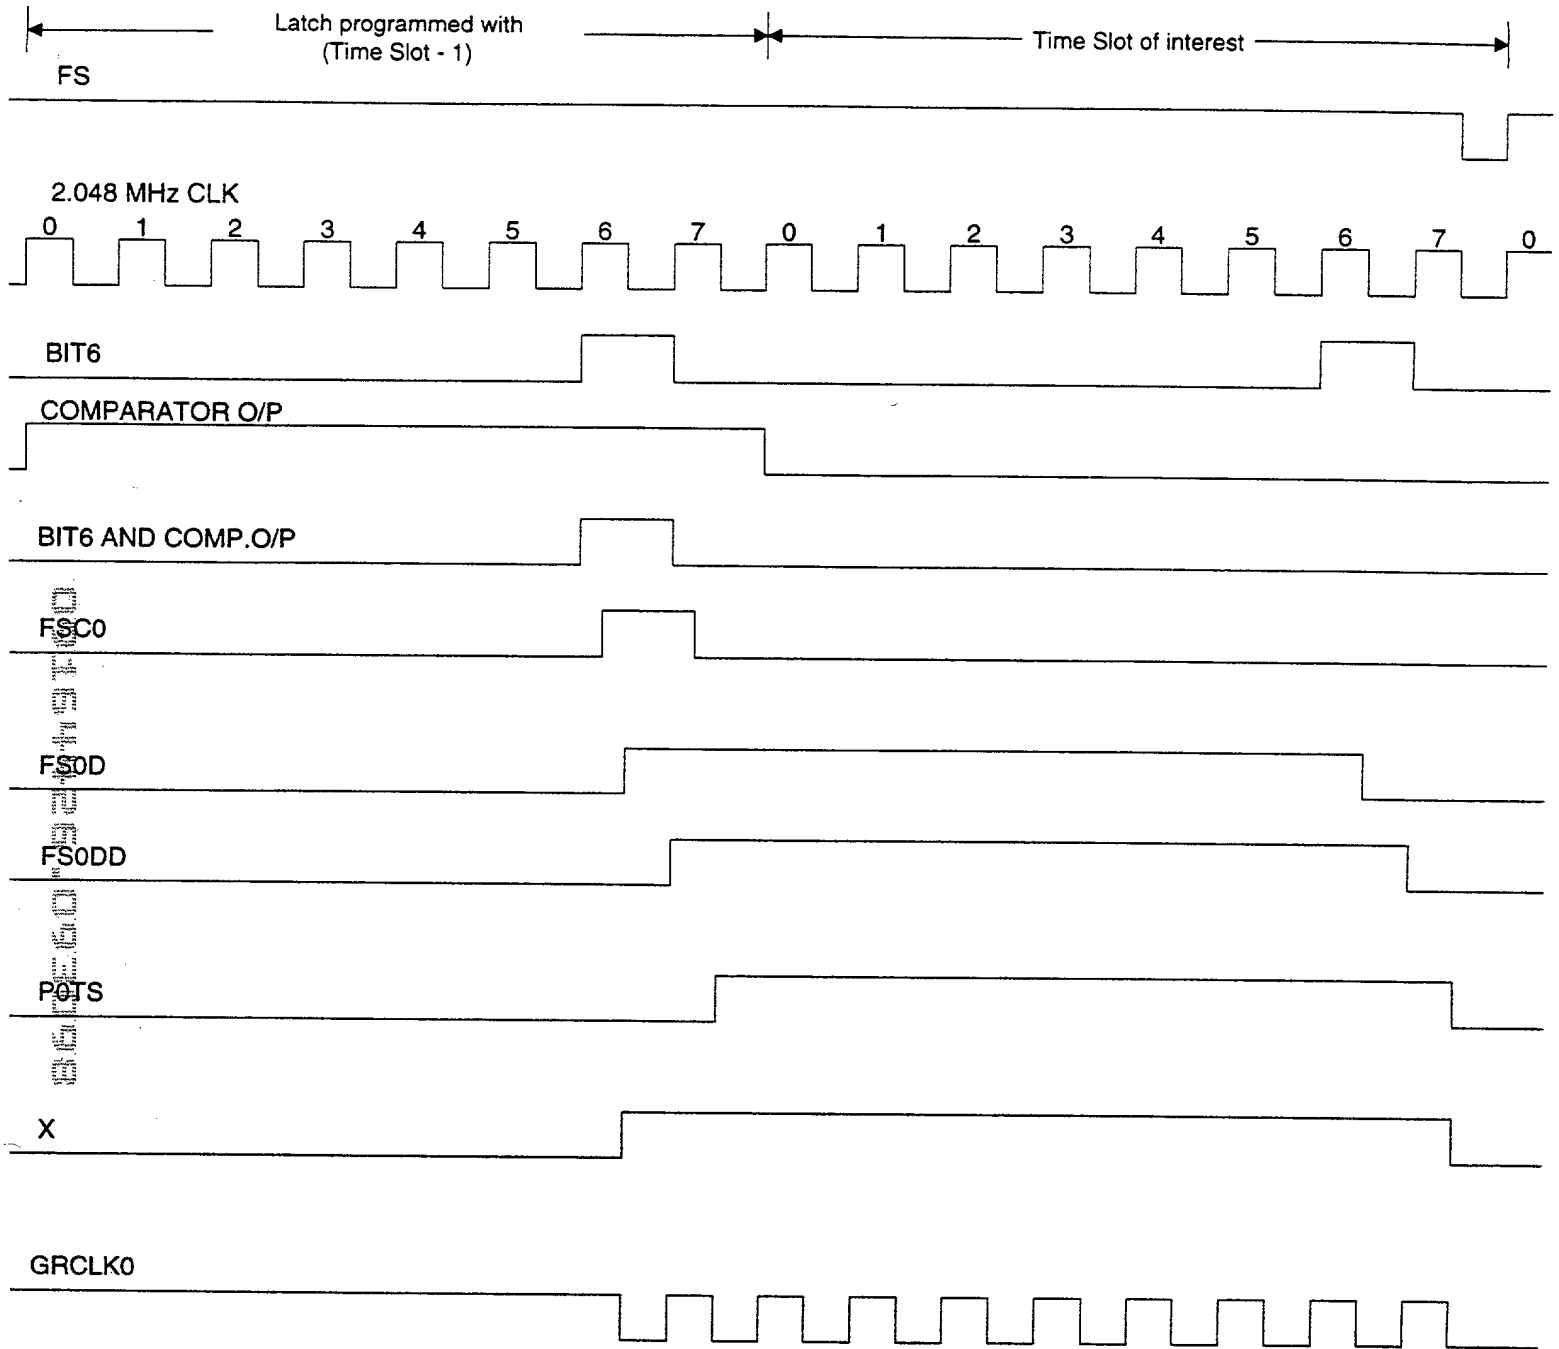 Latch programmed with
(Time Slot - 1)
Time Slot of interest
FS
2.048 MHz CLK
0 1 2 3 4 5 6 7 0 1 2 3 4 5 6 7 0
BIT6
COMPARATOR O/P
BIT6 AND COMP.O/P
FSC0
FS0D
FS0DD
P0TS
X
GRCLK0